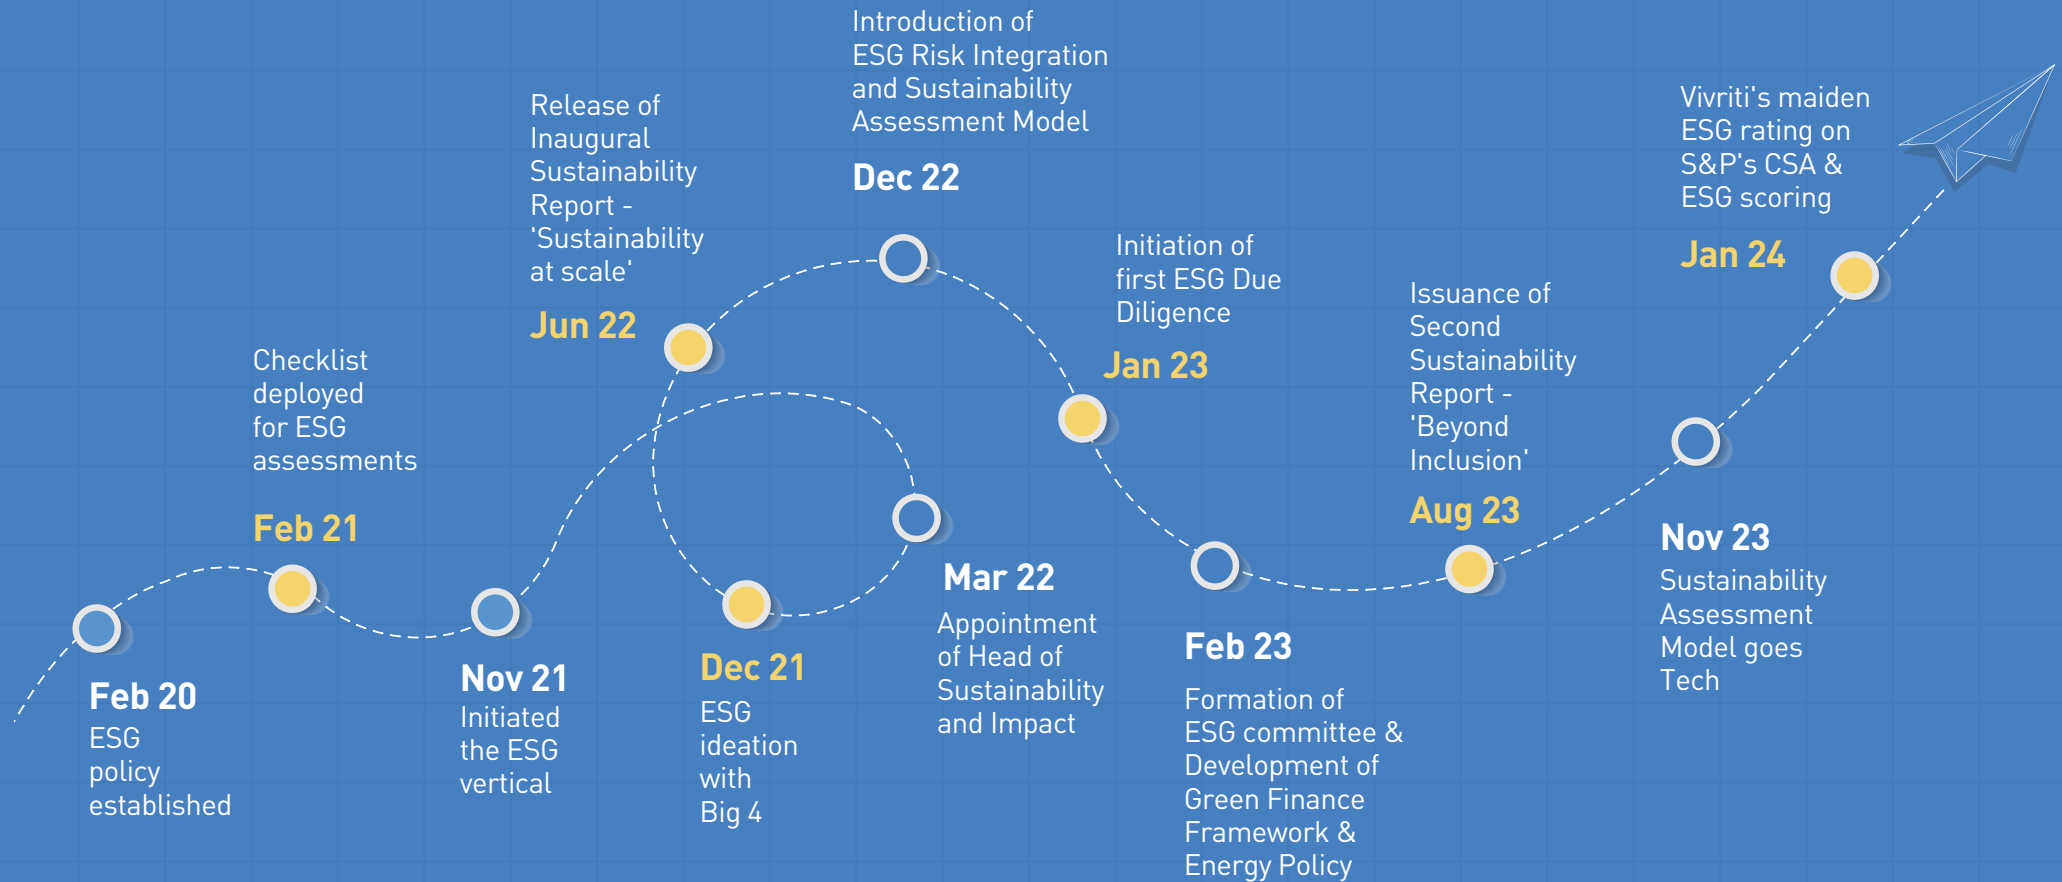 Feb 20
ESG
policy
established
Checklist
deployed
for ESG
assessments
Feb 21
Nov 21
Initiated
the ESG
vertical
Dec 21
ESG
ideation
with
Big 4
Mar 22
Appointment
of Head of
Sustainability
and Impact
Release of
Inaugural
Sustainability
Report -
'Sustainability
at scale'
Jun 22
Introduction of
ESG Risk Integration
and Sustainability
Assessment Model
Dec 22
Initiation of
first ESG Due
Diligence
Jan 23
Feb 23
Formation of
ESG committee &
Development of
Green Finance
Framework &
Energy Policy
Issuance of
Second
Sustainability
Report -
'Beyond
Inclusion'
Aug 23
Nov 23
Sustainability
Assessment
Model goes
Tech
Vivriti's maiden
ESG rating on
S&P's CSA &
ESG scoring
Jan 24